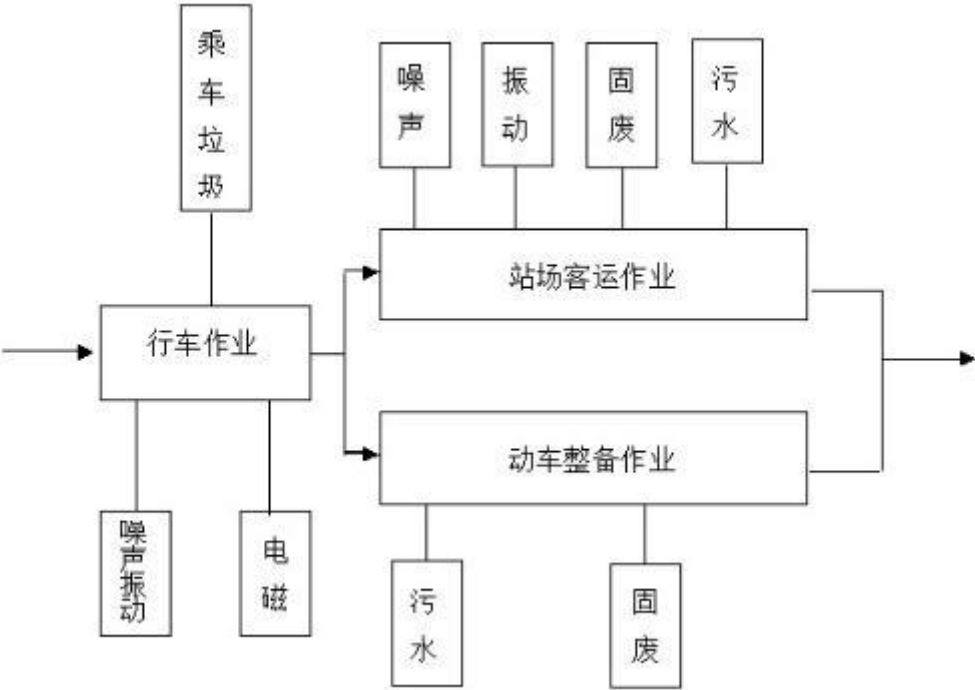 乘车垃圾
噪声
振动
固废
污水
站场客运作业
行车作业
动车整备作业
噪声振动
电磁
污水
固废